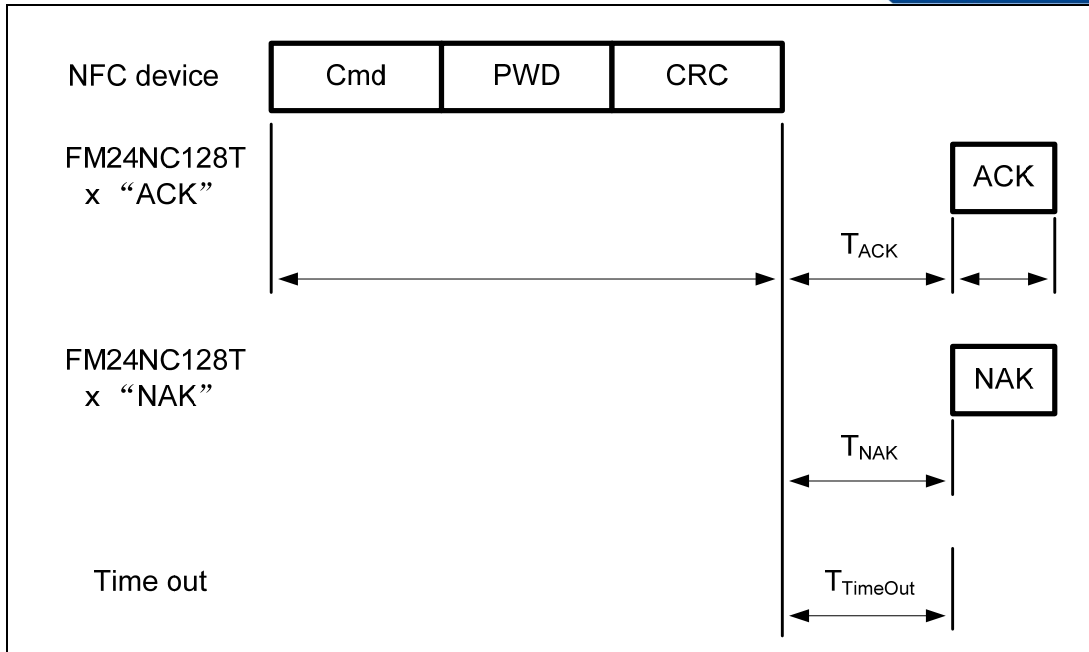 NFC device
Cmd PWD CRC
FM24NC128T
x “ACK”
ACK
TACK
FM24NC128T
x “NAK”
NAK
TNAK
Time out
TTimeOut